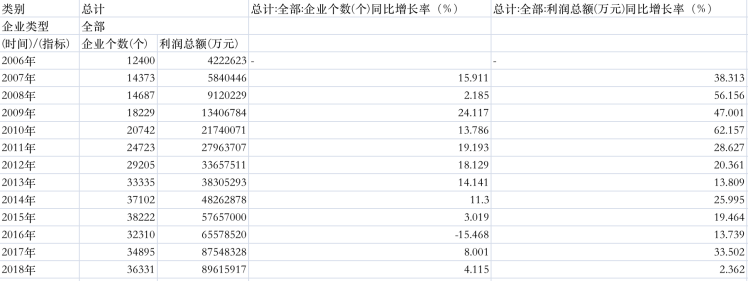 类别 总计 总计:全部:企业个数(个)同比增长率（%） 总计:全部:利润总额(万元)同比增长率（%）
企业类型 全部
(时间)/(指标) 企业个数(个) 利润总额(万元)
2006年 12400 4222623 - -
2007年 14373 5840446 15.911 38.313
2008年 14687 9120229 2.185 56.156
2009年 18229 13406784 24.117 47.001
2010年 20742 21740071 13.786 62.157
2011年 24723 27963707 19.193 28.627
2012年 29205 33657511 18.129 20.361
2013年 33335 38305293 14.141 13.809
2014年 37102 48262878 11.3 25.995
2015年 38222 57657000 3.019 19.464
2016年 32310 65578520 -15.468 13.739
2017年 34895 87548328 8.001 33.502
2018年 36331 89615917 4.115 2.362